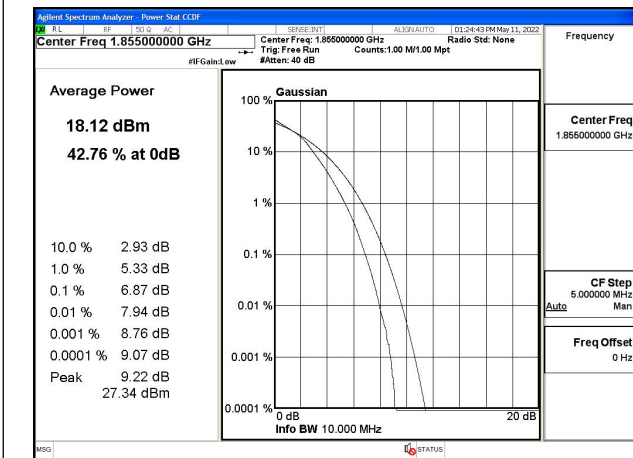 Agilent Spectrum Analyzer - Power Stat CCDF
RL RF 50 Ω AC SENSE:INT ALIGN AUTO 01:24:43 PM May 11, 2022
Center Freq 1.855000000 GHz
Center Freq: 1.855000000 GHz Radio Std: None
Trig: Free Run Counts:1.00 M/1.00 Mpt
#IFGain:Low #Atten: 40 dB
Average Power
18.12 dBm
42.76 % at 0dB
10.0 % 2.93 dB
1.0 % 5.33 dB
0.1 % 6.87 dB
0.01 % 7.94 dB
0.001 % 8.76 dB
0.0001 % 9.07 dB
Peak 9.22 dB
27.34 dBm
Gaussian
100 %
10 %
1 %
0.1 %
0.01 %
0.001 %
0.0001 %
0 dB 20 dB
Info BW 10.000 MHz
Frequency
Center Freq
1.855000000 GHz
CF Step
5.000000 MHz
Auto Man
Freq Offset
0 Hz
MSG STATUS